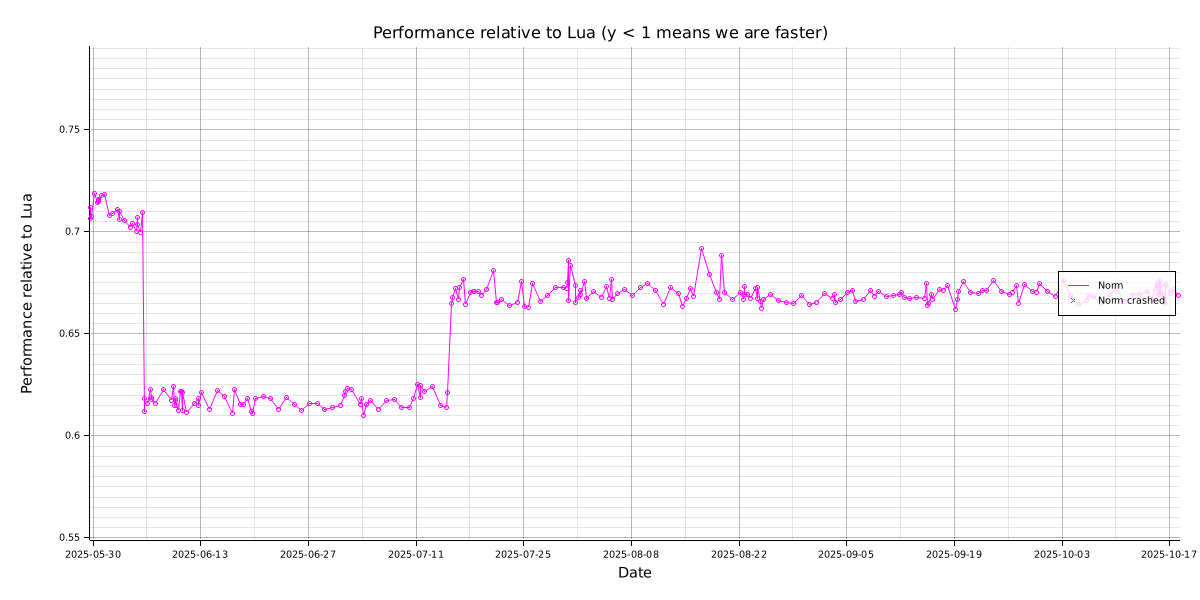 Performance relative to Lua (y < 1 means we are faster)
Performance relative to Lua
0.75
0.7
0.65
0.6
0.55
Nom
Nom crashed
2025-05-30 2025-06-13 2025-06-27 2025-07-11 2025-07-25 2025-08-08 2025-08-22 2025-09-05 2025-09-19 2025-10-03 2025-10-17
Date